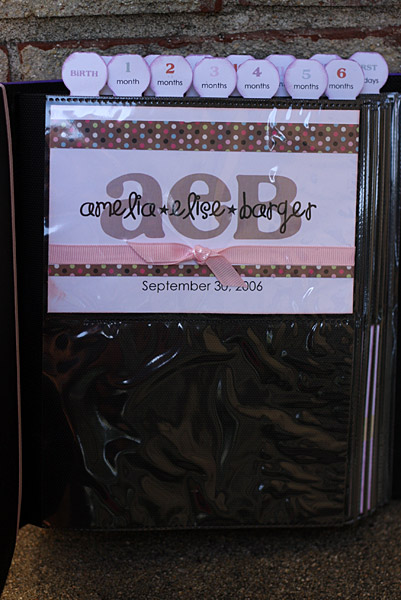 BiRTH
1
month
2
months
3
months
4
months
5
months
6
months
RST
days
aeB
amelia★elise★barger
September 30, 2006